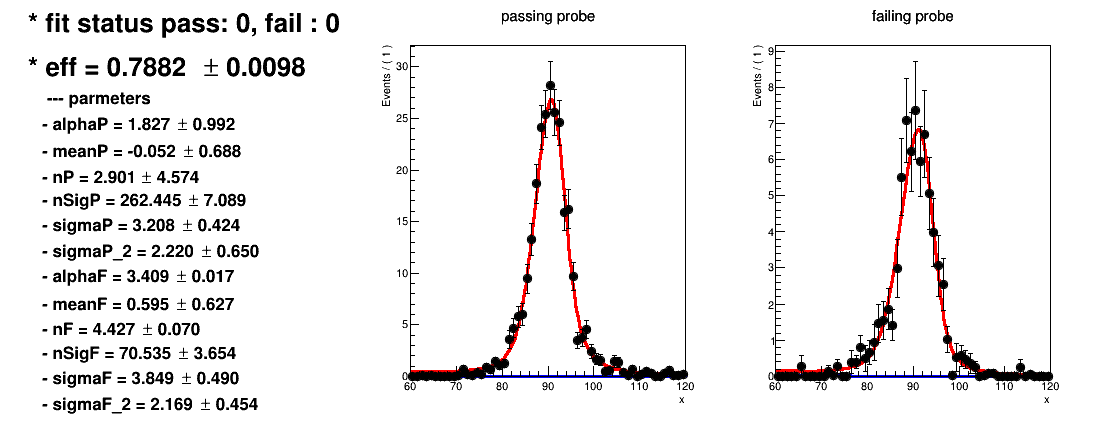 * fit status pass: 0, fail : 0
* eff = 0.7882 ± 0.0098
--- parmeters
- alphaP = 1.827 ± 0.992
- meanP = -0.052 ± 0.688
- nP = 2.901 ± 4.574
- nSigP = 262.445 ± 7.089
- sigmaP = 3.208 ± 0.424
- sigmaP_2 = 2.220 ± 0.650
- alphaF = 3.409 ± 0.017
- meanF = 0.595 ± 0.627
- nF = 4.427 ± 0.070
- nSigF = 70.535 ± 3.654
- sigmaF = 3.849 ± 0.490
- sigmaF_2 = 2.169 ± 0.454
passing probe
Events / ( 1 )
30
25
20
15
10
5
0
60 70 80 90 100 110 120
x
failing probe
Events / ( 1 )
9
8
7
6
5
4
3
2
1
0
60 70 80 90 100 110 120
x